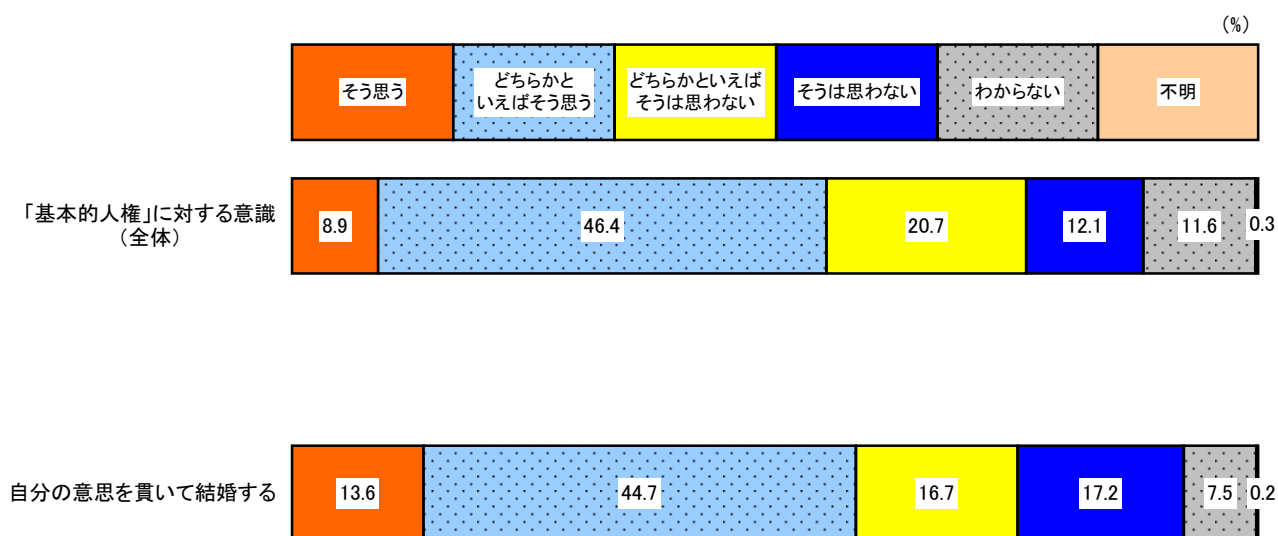 （%）
そう思う
どちらかと
いえばそう思う
どちらかといえば
そうは思わない
そうは思わない
わからない
不明
「基本的人権」に対する意識
（全体）
8.9
46.4
20.7
12.1
11.6
0.3
自分の意思を貫いて結婚する
13.6
44.7
16.7
17.2
7.5
0.2